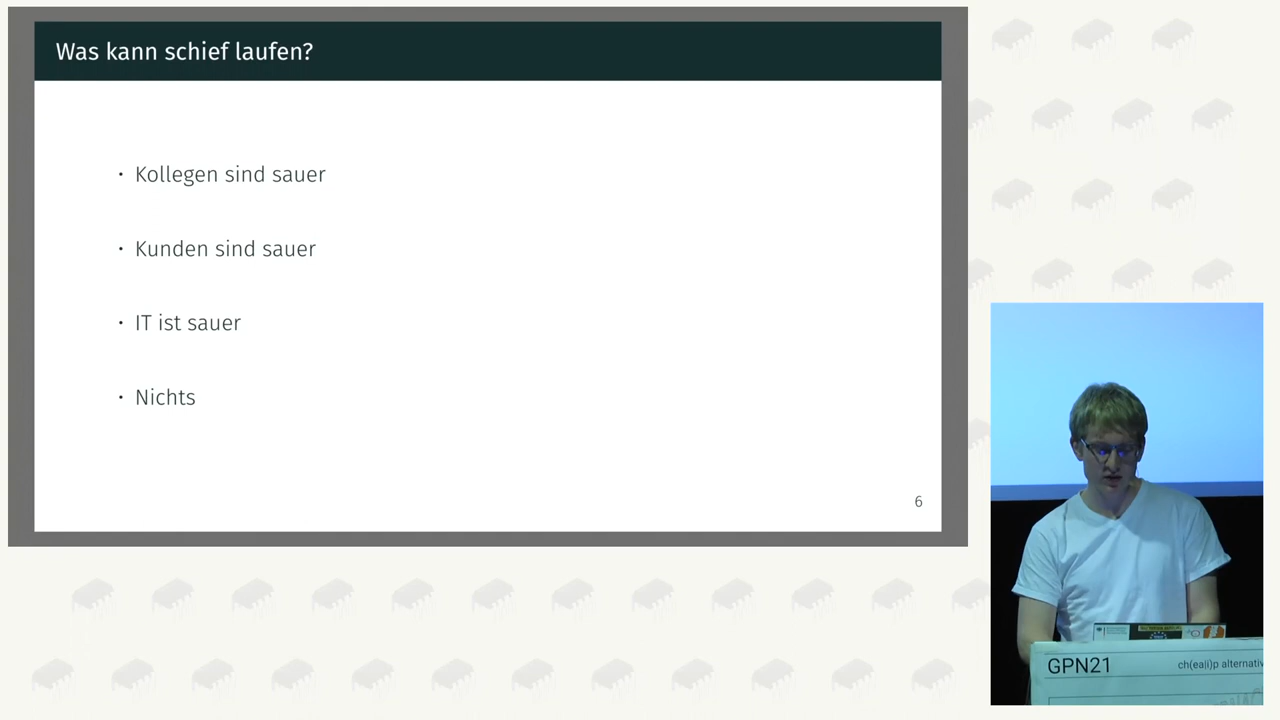 Was kann schief laufen?
· Kollegen sind sauer
· Kunden sind sauer
· IT ist sauer
· Nichts
6
GPN21
ch(ea|i)p alternativ